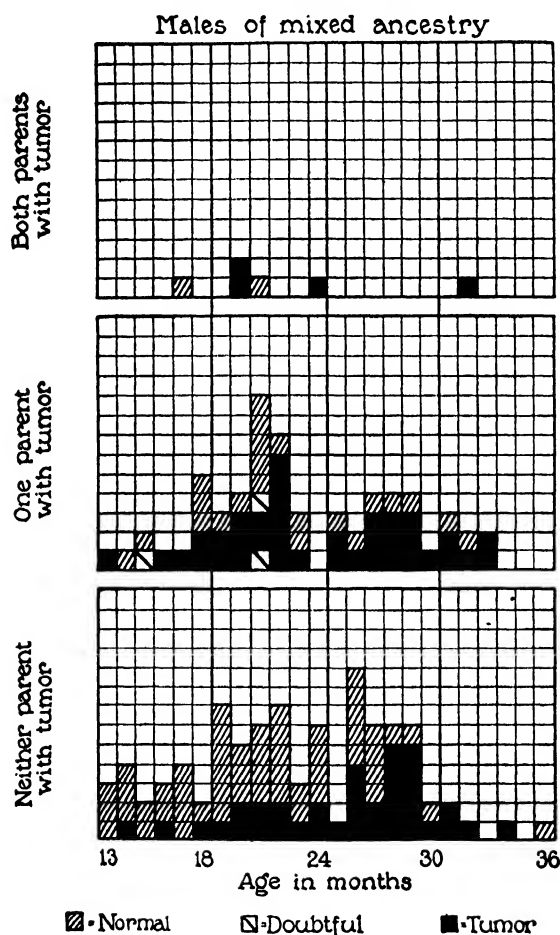 Males of mixed ancestry
Both parents
with tumor
One parent
with tumor
Neither parent
with tumor
13 18 24 30 36
Age in months
▨=Normal ◫=Doubtful ■=Tumor